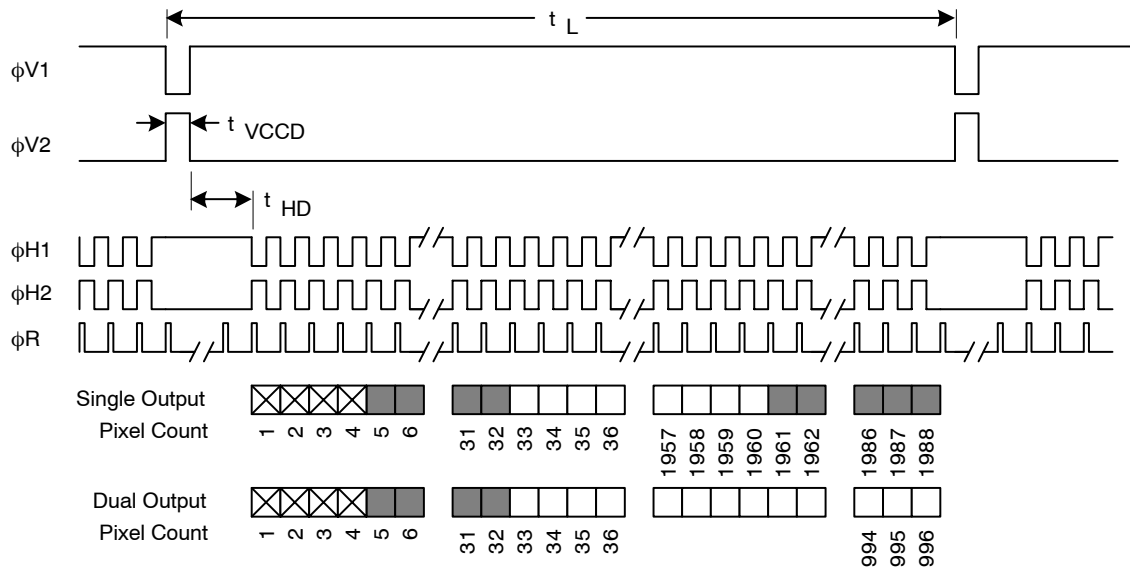 t L
ϕV1
t VCCD
ϕV2
t HD
ϕH1
ϕH2
ϕR
Single Output
Pixel Count
1 2 3 4 5 6 31 32 33 34 35 36 1957 1958 1959 1960 1961 1962 1986 1987 1988
Dual Output
Pixel Count
1 2 3 4 5 6 31 32 33 34 35 36 994 995 996